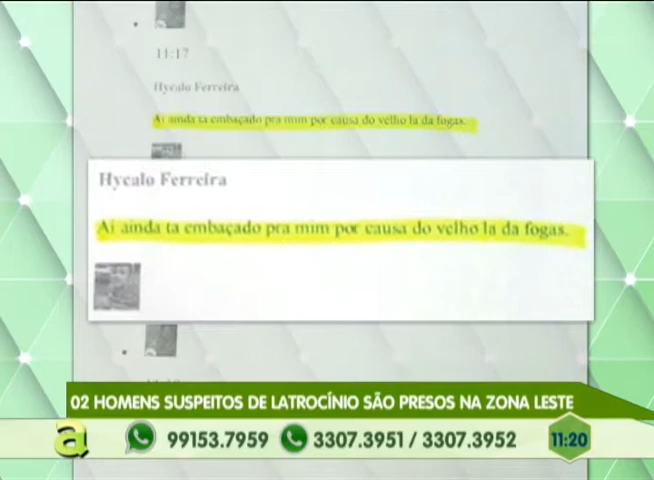 11:17
Hycalo Ferreira
Aí ainda ta embaçado pra mim por causa do velho la da fogas.
Hycalo Ferreira
Aí ainda ta embaçado pra mim por causa do velho la da fogas.
02 HOMENS SUSPEITOS DE LATROCÍNIO SÃO PRESOS NA ZONA LESTE
a 99153.7959 3307.3951 / 3307.3952 11:20